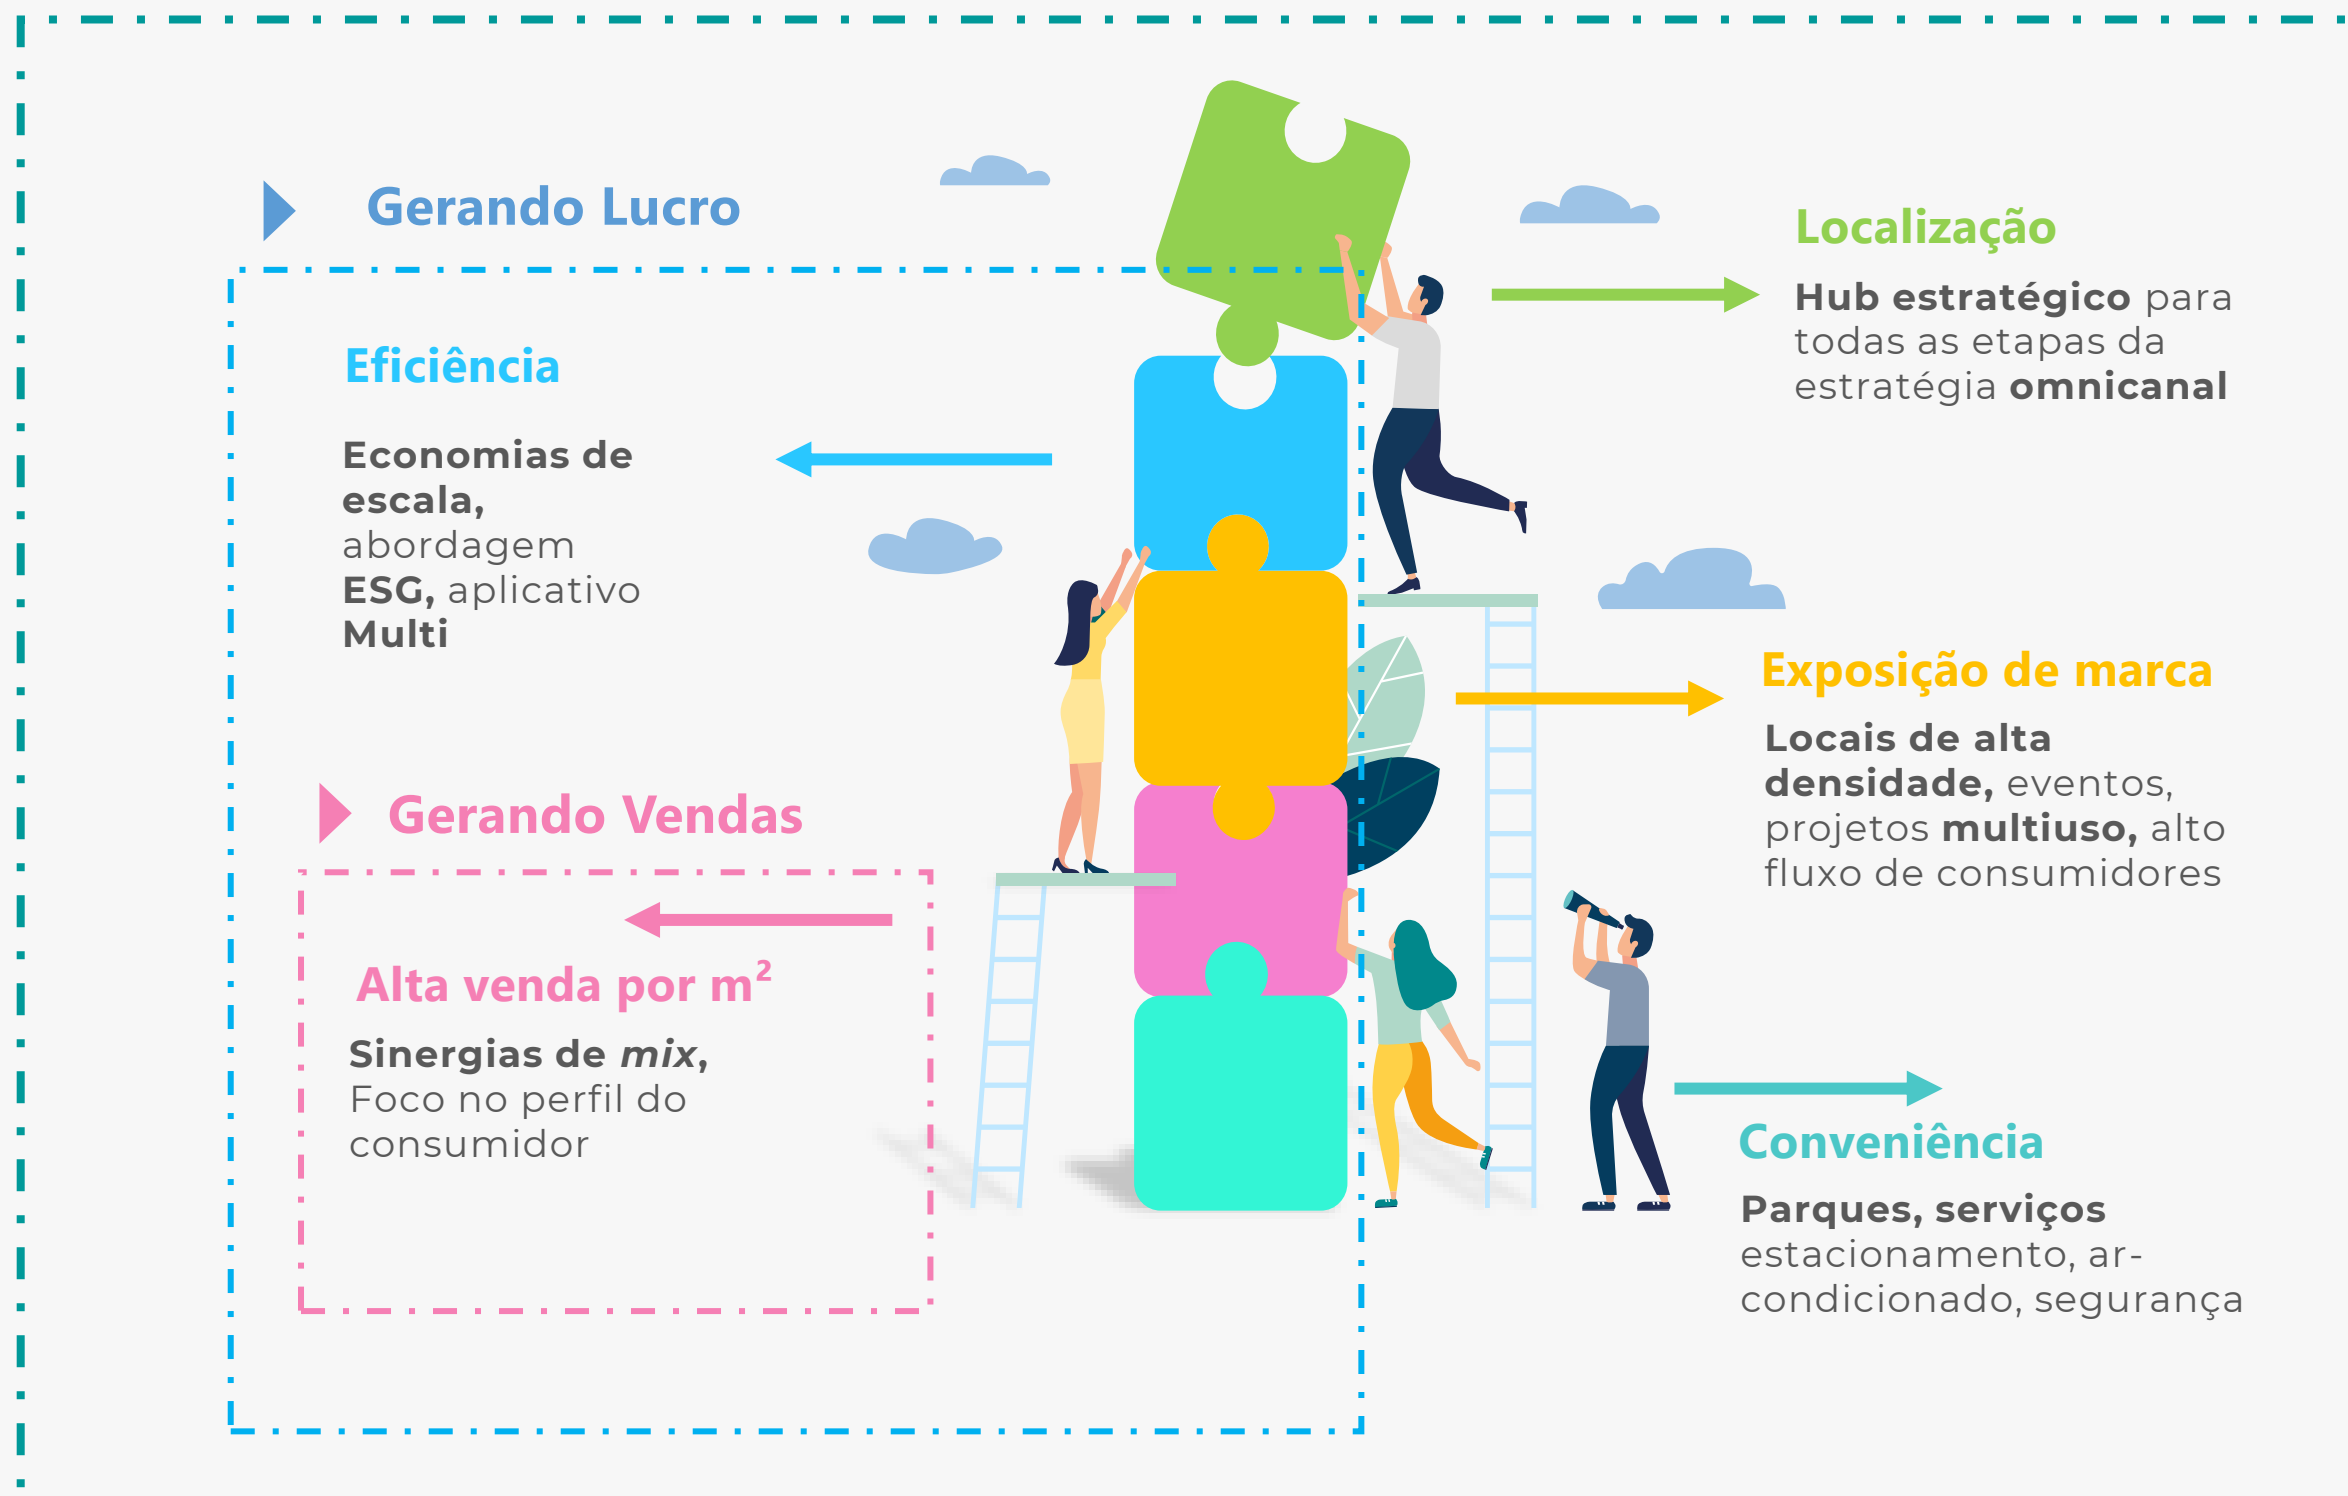 Gerando Lucro
Eficiência
Economias de
escala,
abordagem
ESG, aplicativo
Multi
Gerando Vendas
Alta venda por m²
Sinergias de mix,
Foco no perfil do
consumidor
Localização
Hub estratégico para
todas as etapas da
estratégia omnicanal
Exposição de marca
Locais de alta
densidade, eventos,
projetos multiuso, alto
fluxo de consumidores
Conveniência
Parques, serviços
estacionamento, ar-
condicionado, segurança